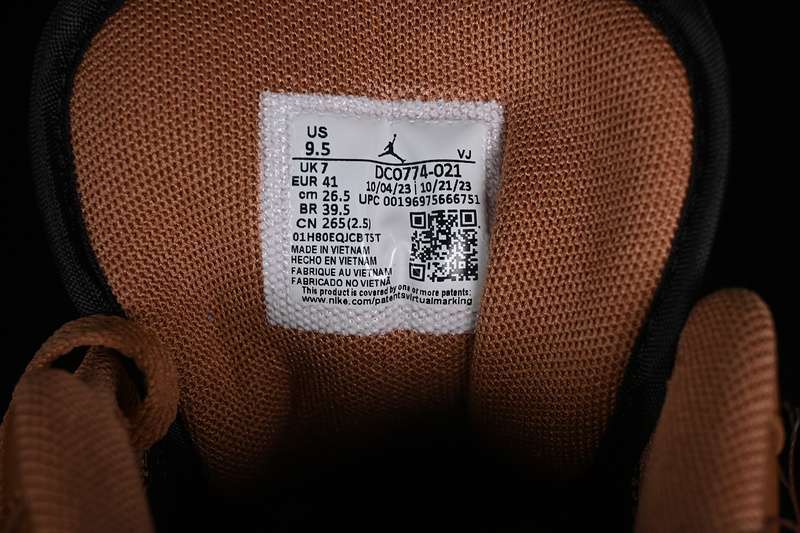 US
9.5
VJ
UK 7
DC0774-021
EUR 41
10/04/23 | 10/21/23
cm 26.5
UPC 00196975666751
BR 39.5
CN 265(2.5)
01H80EQJCBTST
MADE IN VIETNAM
HECHO EN VIETNAM
FABRIQUE AU VIETNAM
FABRICADO NO VIETNÃ
This product is covered by one or more patents:
www.nike.com/patentsvirtualmarking